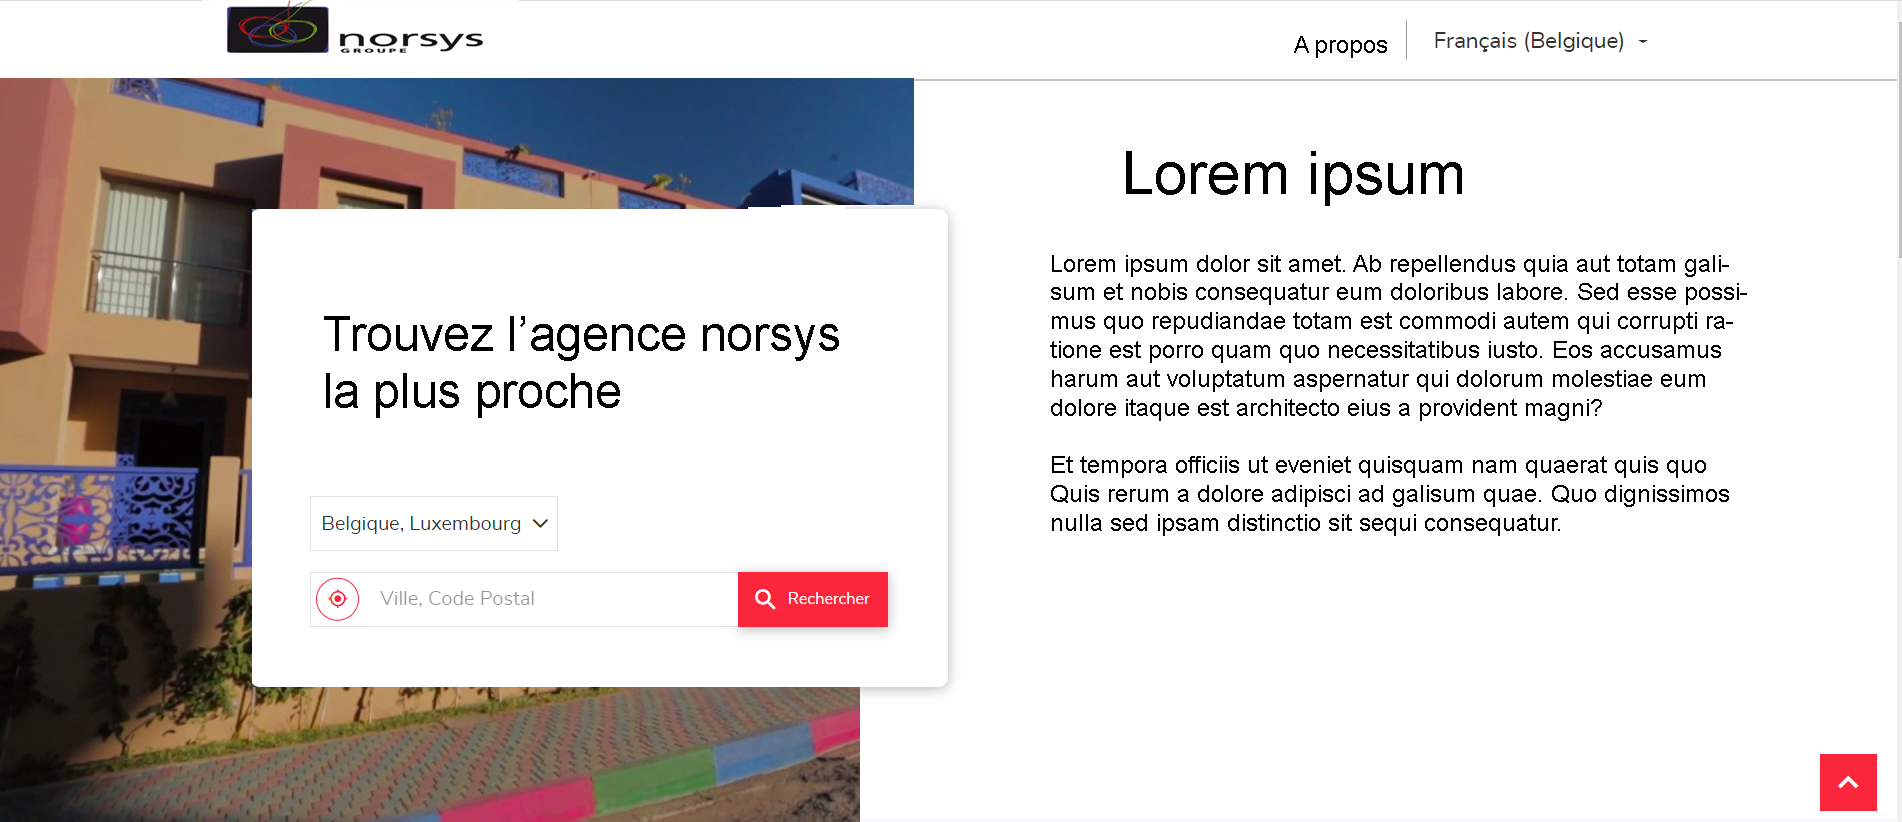 norsys
GROUPE
A propos
Français (Belgique)
Trouvez l’agence norsys
la plus proche
Belgique, Luxembourg
Ville, Code Postal
Rechercher
Lorem ipsum
Lorem ipsum dolor sit amet. Ab repellendus quia aut totam gali-
sum et nobis consequatur eum doloribus labore. Sed esse possi-
mus quo repudiandae totam est commodi autem qui corrupti ra-
tione est porro quam quo necessitatibus iusto. Eos accusamus
harum aut voluptatum aspernatur qui dolorum molestiae eum
dolore itaque est architecto eius a provident magni?
Et tempora officiis ut eveniet quisquam nam quaerat quis quo
Quis rerum a dolore adipisci ad galisum quae. Quo dignissimos
nulla sed ipsam distinctio sit sequi consequatur.